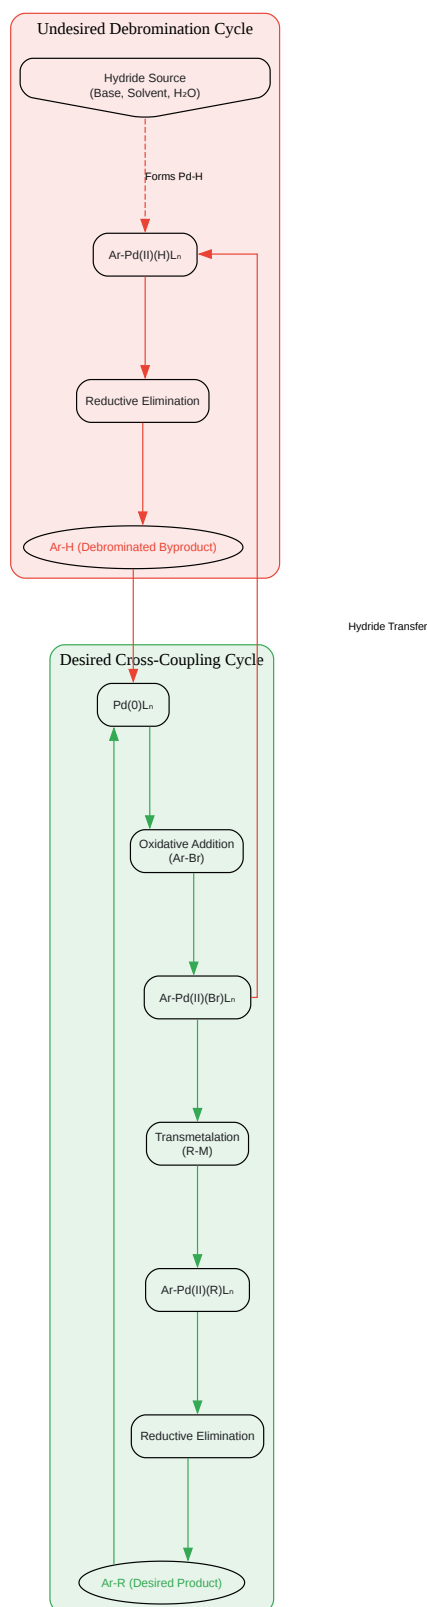 Undesired Debromination Cycle
Hydride Source
(Base, Solvent, H₂O)
Forms Pd-H
Ar-Pd(II)(H)Lₙ
Reductive Elimination
Ar-H (Debrominated Byproduct)
Hydride Transfer
Desired Cross-Coupling Cycle
Pd(0)Lₙ
Oxidative Addition
(Ar-Br)
Ar-Pd(II)(Br)Lₙ
Transmetalation
(R-M)
Ar-Pd(II)(R)Lₙ
Reductive Elimination
Ar-R (Desired Product)